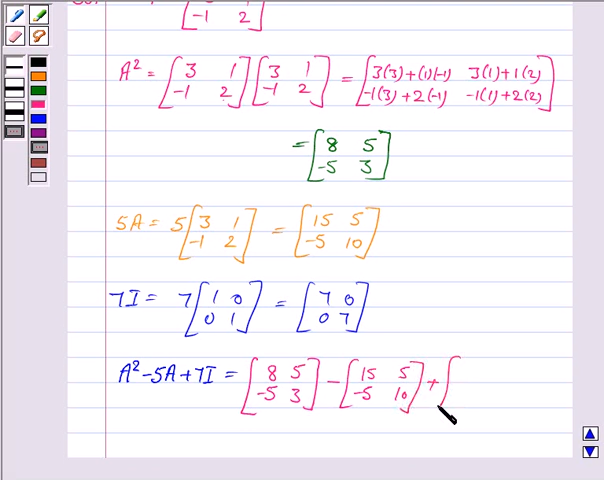 -1 2
A² = [3 1 [3 1 = [3(3)+(1)(-1) 3(1)+1(2)
-1 2] -1 2] -1(3)+2(-1) -1(1)+2(2)]
= [8 5
-5 3]
5A = 5[3 1 = [15 5
-1 2] -5 10]
7I = 7[1 0 = [7 0
0 1] 0 7]
A²-5A+7I = [8 5 - [15 5 + [
-5 3] -5 10]